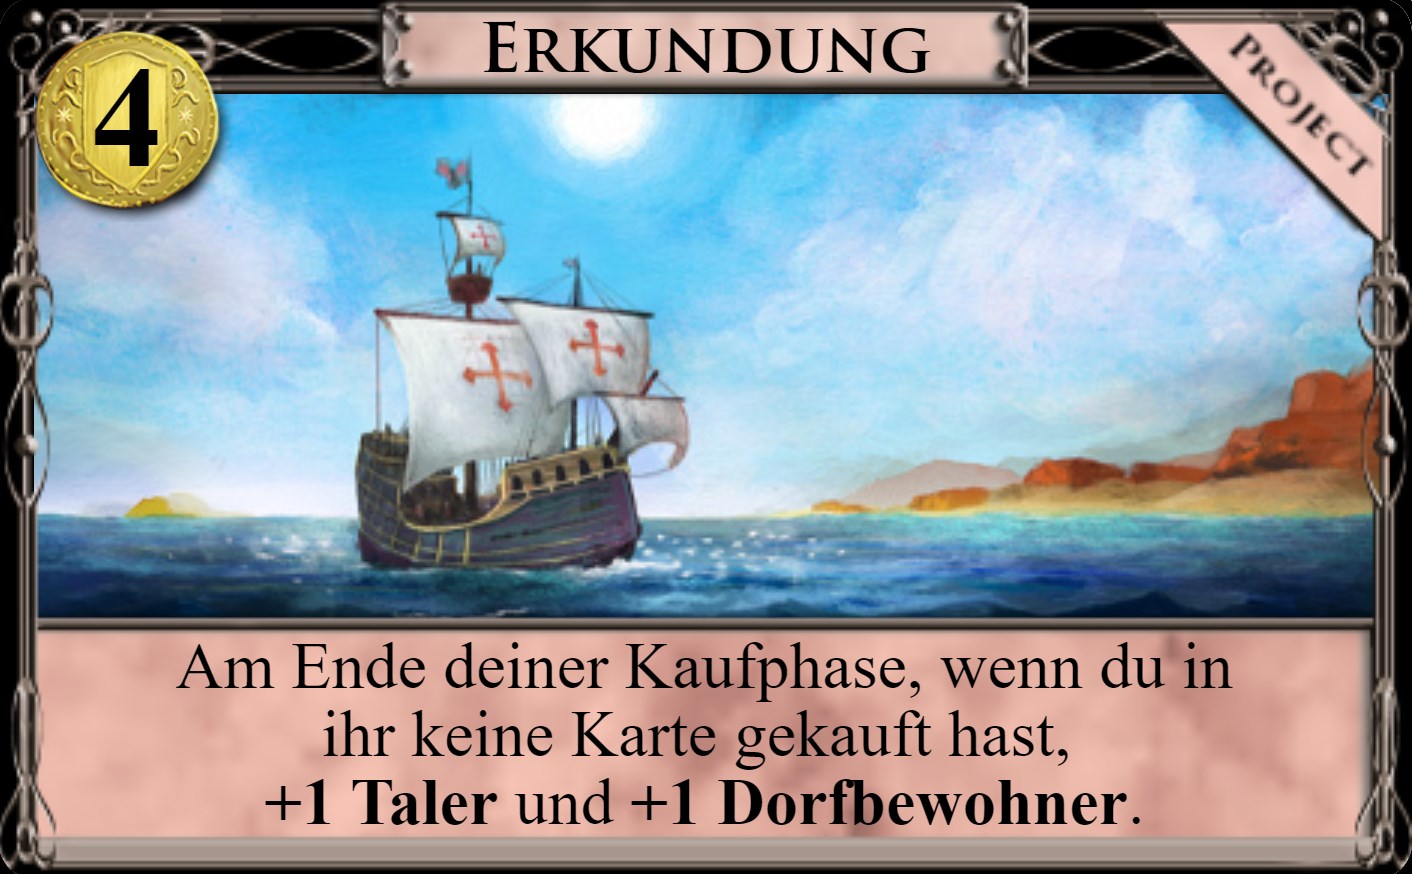 Erkundung
4
Project
Am Ende deiner Kaufphase, wenn du in
ihr keine Karte gekauft hast,
+1 Taler und +1 Dorfbewohner.